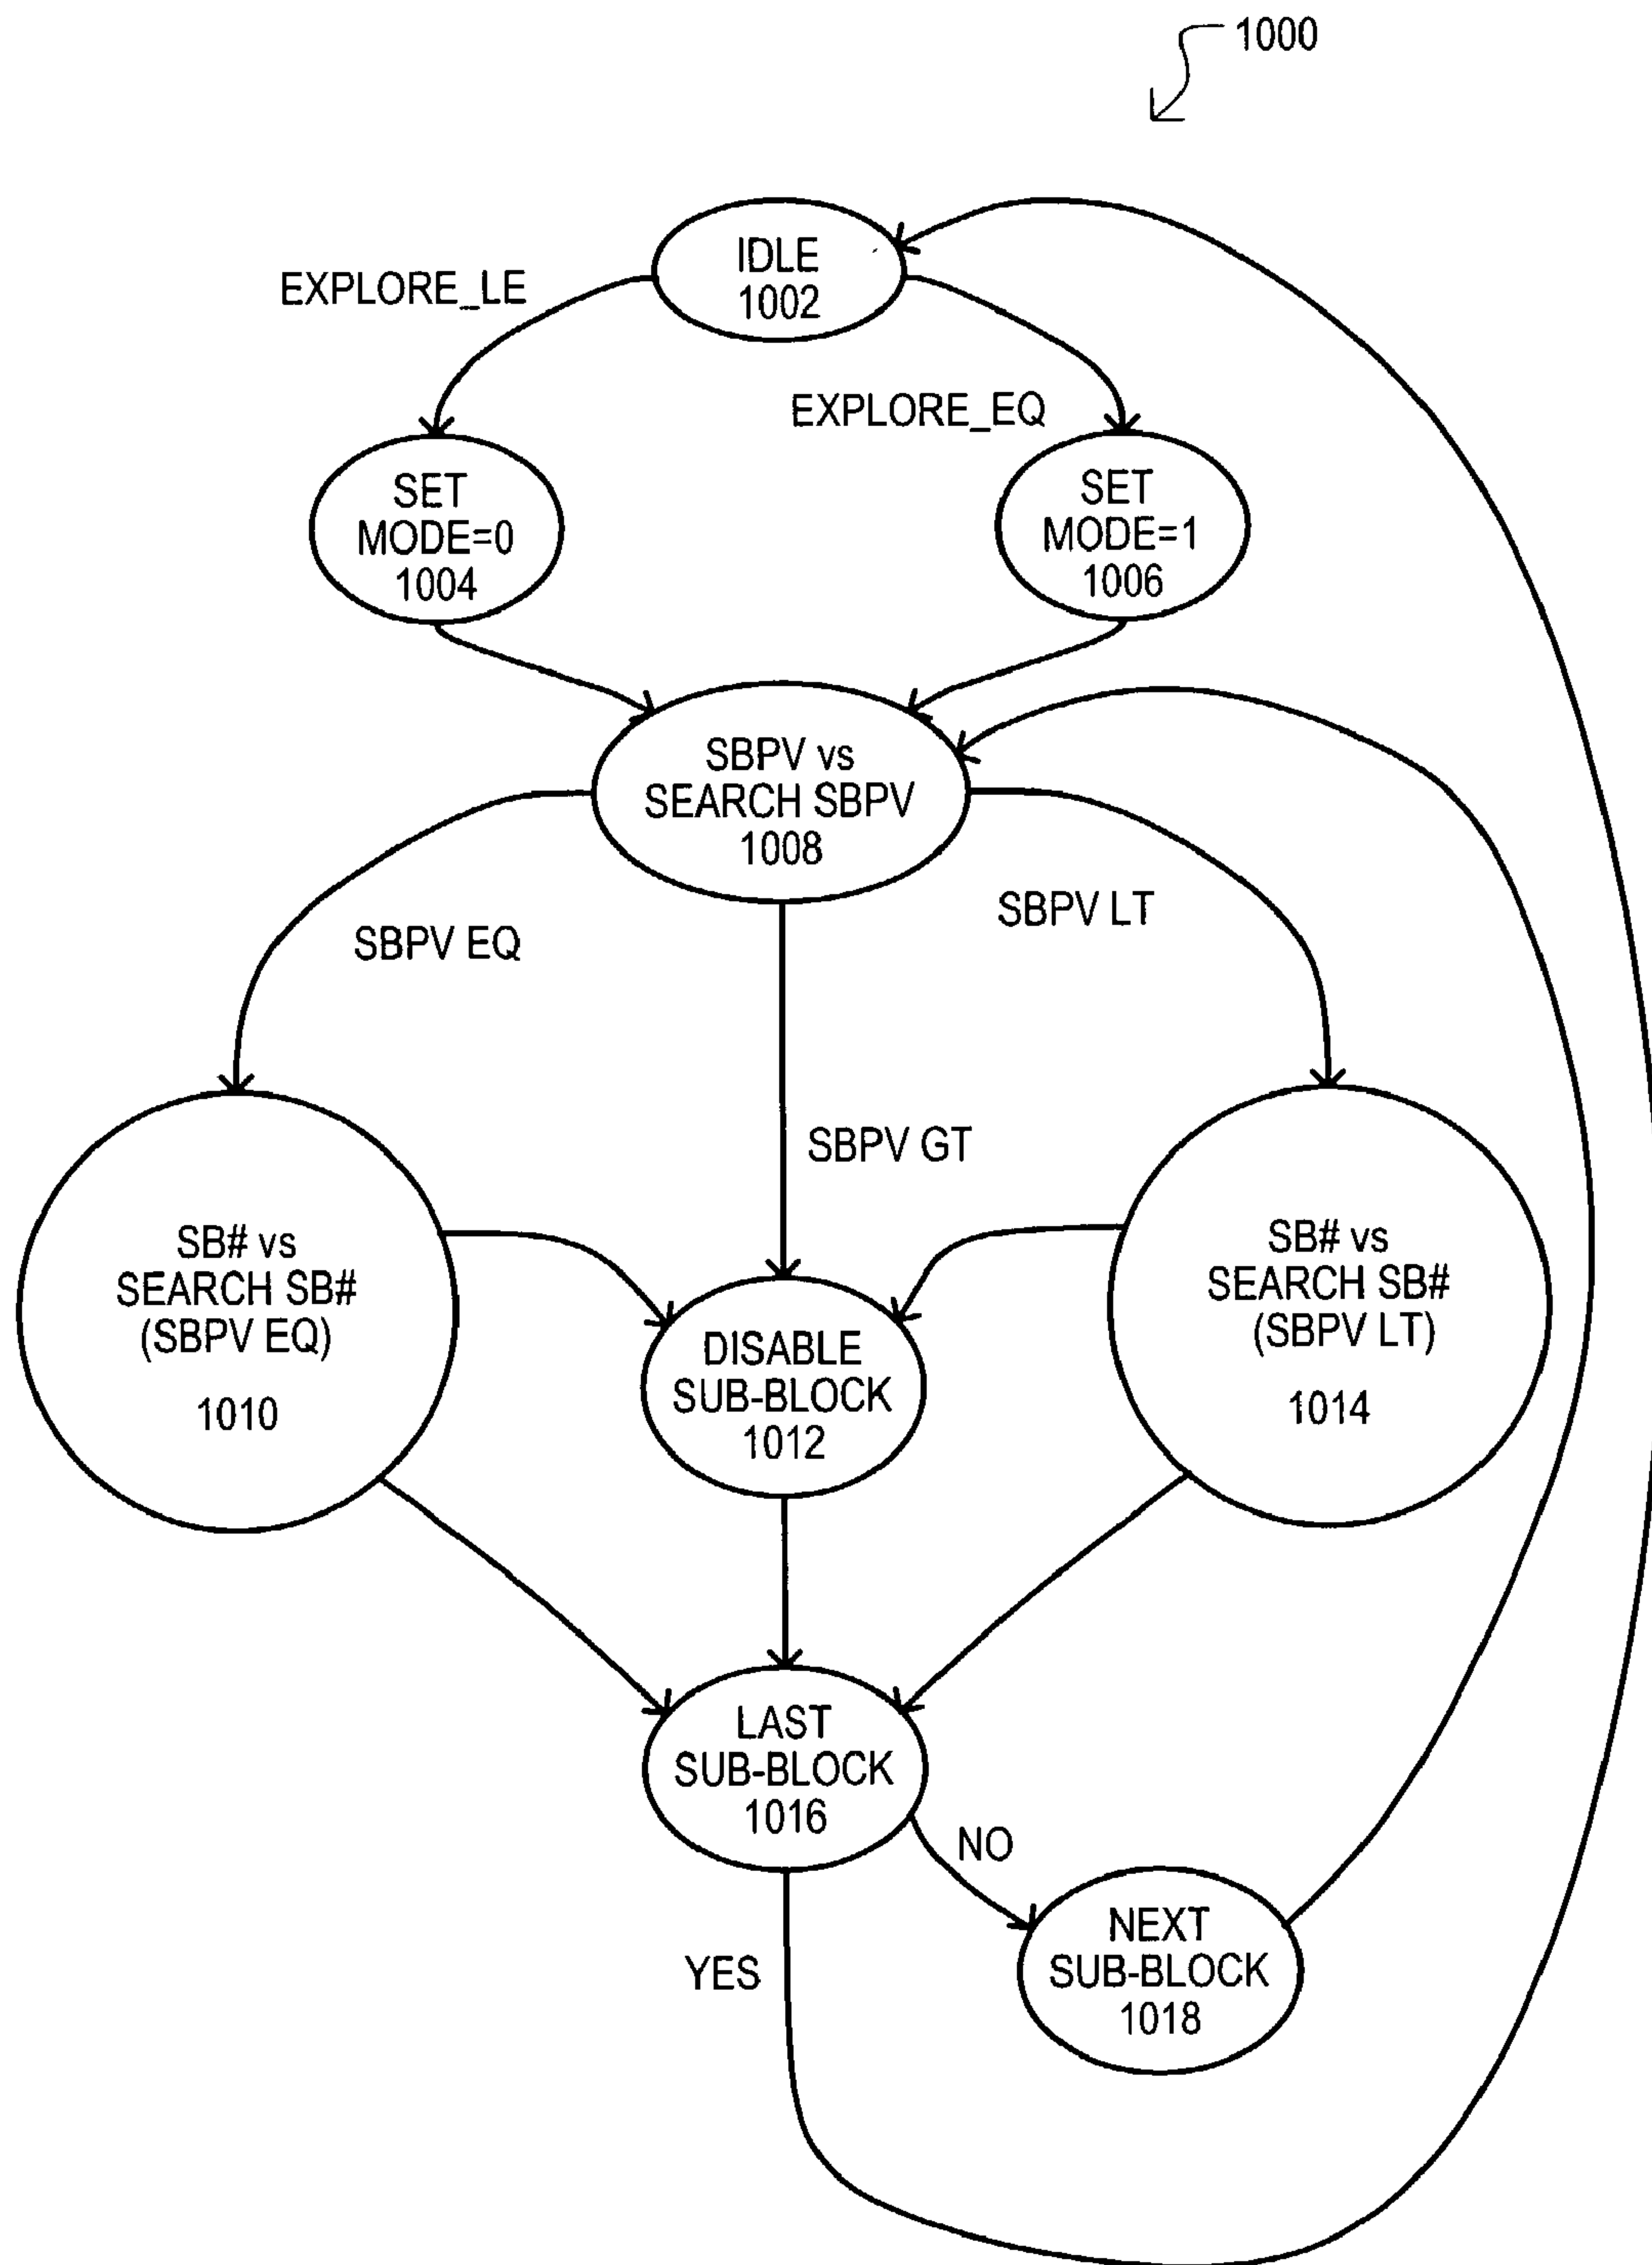 1000
IDLE
1002
EXPLORE_LE
EXPLORE_EQ
SET
MODE=0
1004
SET
MODE=1
1006
SBPV vs
SEARCH SBPV
1008
SBPV EQ
SBPV LT
SBPV GT
SB# vs
SEARCH SB#
(SBPV EQ)
1010
DISABLE
SUB-BLOCK
1012
SB# vs
SEARCH SB#
(SBPV LT)
1014
LAST
SUB-BLOCK
1016
NO
YES
NEXT
SUB-BLOCK
1018